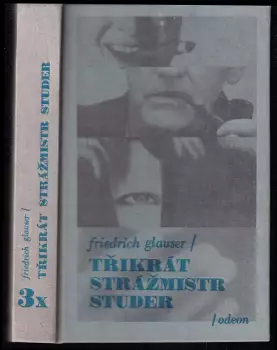 friedrich glauser/
TŘIKRÁT STRÁŽMISTR STUDER
3x
friedrich glauser/
TŘIKRÁT
STRÁŽMISTR
STUDER
/odeon